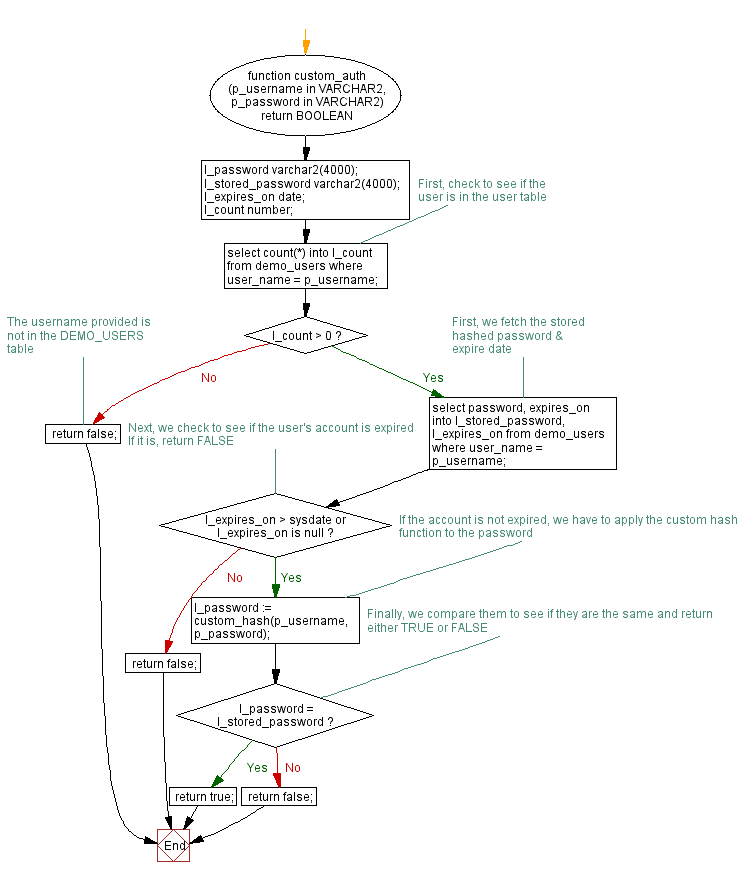 function custom_auth
(p_username in VARCHAR2,
p_password in VARCHAR2)
return BOOLEAN
l_password varchar2(4000);
l_stored_password varchar2(4000);
l_expires_on date;
l_count number;
First, check to see if the
user is in the user table
select count(*) into l_count
from demo_users where
user_name = p_username;
l_count > 0 ?
The username provided is
not in the DEMO_USERS
table
First, we fetch the stored
hashed password &
expire date
No
Yes
return false;
select password, expires_on
into l_stored_password,
l_expires_on from demo_users
where user_name =
p_username;
Next, we check to see if the user's account is expired
If it is, return FALSE
l_expires_on > sysdate or
l_expires_on is null ?
If the account is not expired, we have to apply the custom hash
function to the password
No
Yes
l_password :=
custom_hash(p_username,
p_password);
Finally, we compare them to see if they are the same and return
either TRUE or FALSE
return false;
l_password =
l_stored_password ?
Yes
No
return true;
return false;
End